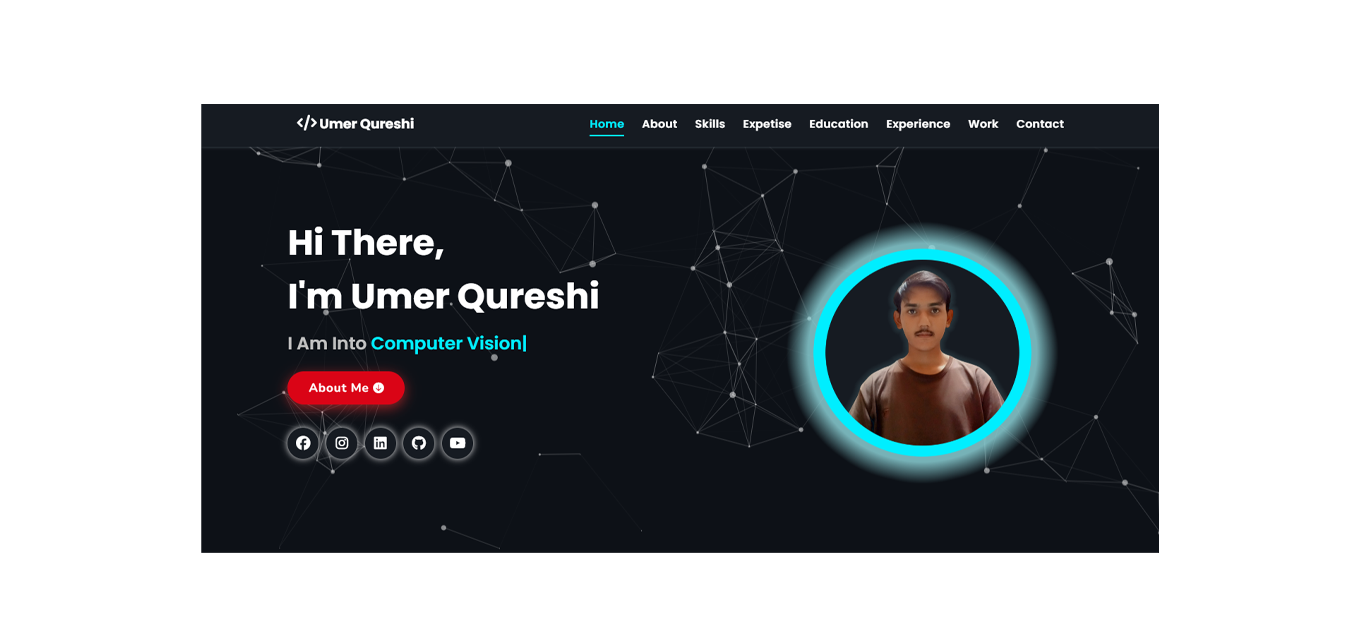 </> Umer Qureshi
Home About Skills Expetise Education Experience Work Contact
Hi There,
I'm Umer Qureshi
I Am Into Computer Vision|
About Me